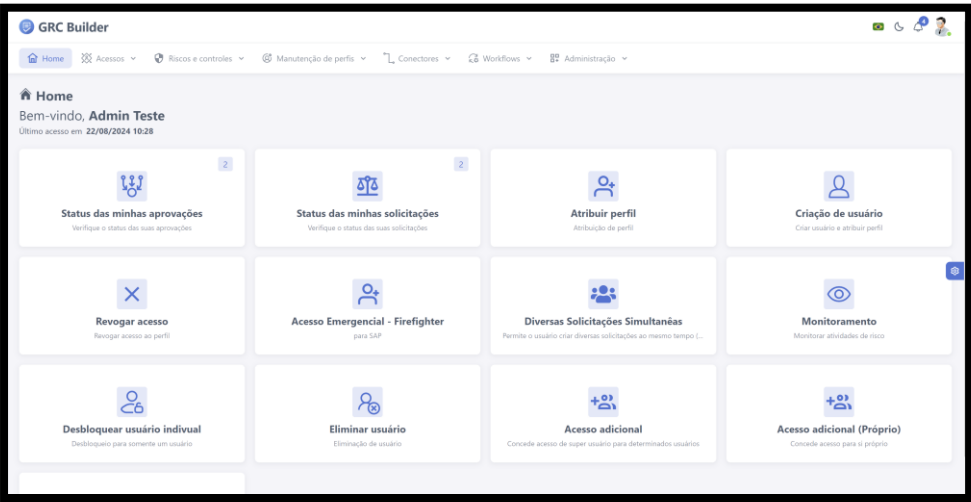 GRC Builder
4
Home Acessos Riscos e controles Manutenção de perfis Conectores Workflows Administração
Home
Bem-vindo, Admin Teste
Último acesso em 22/08/2024 10:28
2
Status das minhas aprovações
Verifique o status das suas aprovações
2
Status das minhas solicitações
Verifique o status das suas solicitações
Atribuir perfil
Atribuição de perfil
Criação de usuário
Criar usuário e atribuir perfil
Revogar acesso
Revogar acesso ao perfil
Acesso Emergencial - Firefighter
para SAP
Diversas Solicitações Simultanêas
Permite o usuário criar diversas solicitações ao mesmo tempo (...
Monitoramento
Monitorar atividades de risco
Desbloquear usuário indivual
Desbloqueio para somente um usuário
Eliminar usuário
Eliminação de usuário
Acesso adicional
Concede acesso de super usuário para determinados usuários
Acesso adicional (Próprio)
Concede acesso para si próprio